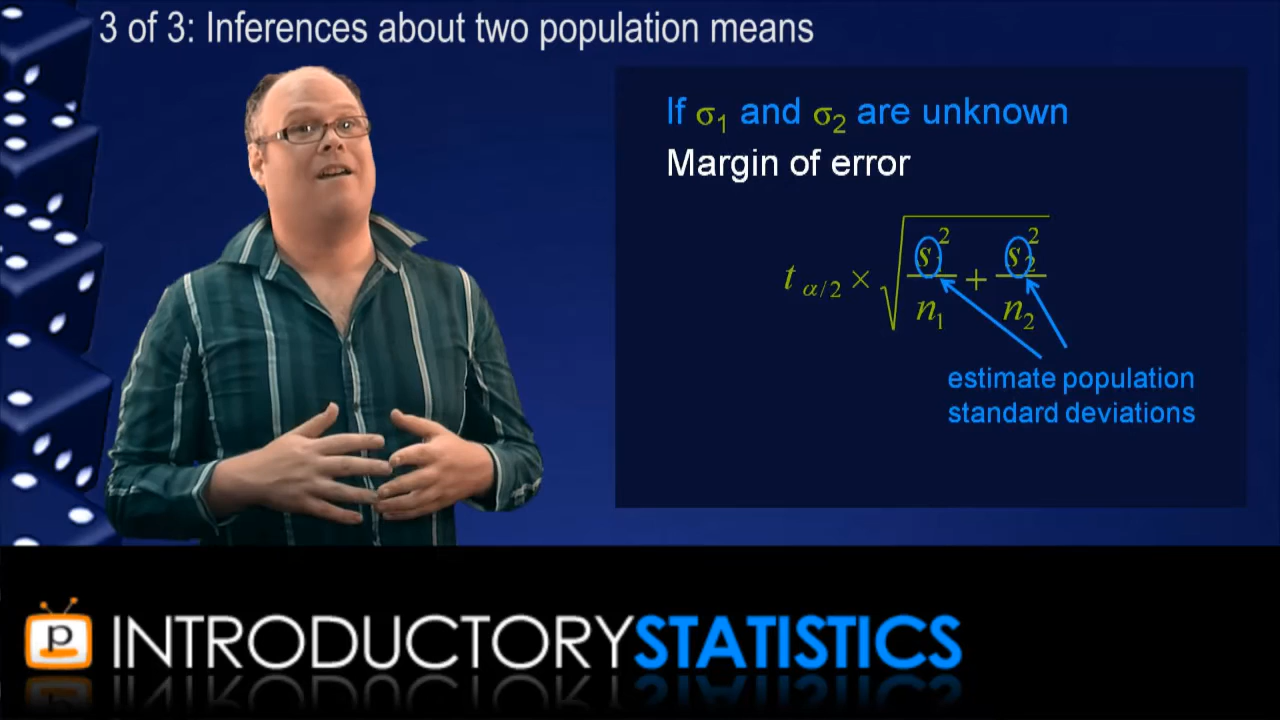 3 of 3: Inferences about two population means
If σ₁ and σ₂ are unknown
Margin of error
t α/2 × √(s₁²/n₁ + s₂²/n₂)
estimate population
standard deviations
p INTRODUCTORYSTATISTICS